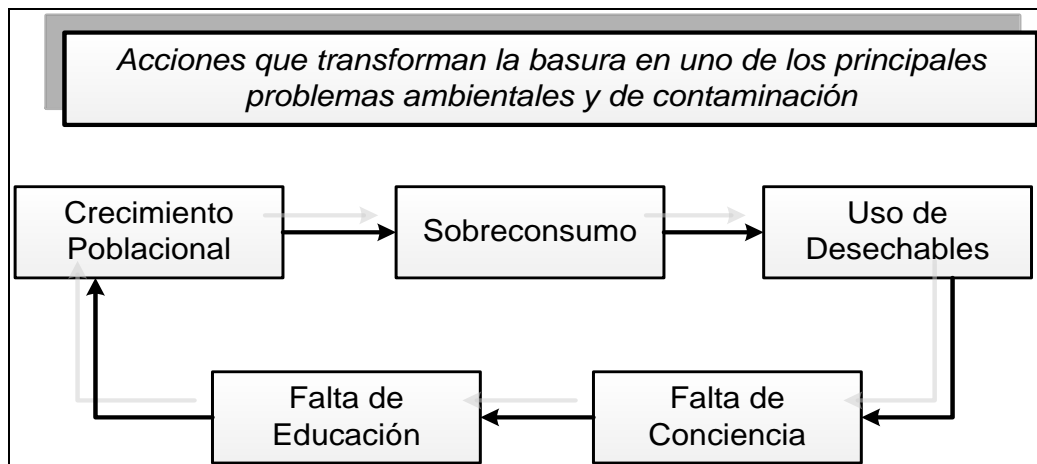 Acciones que transforman la basura en uno de los principales
problemas ambientales y de contaminación
Crecimiento
Poblacional
Sobreconsumo
Uso de
Desechables
Falta de
Educación
Falta de
Conciencia